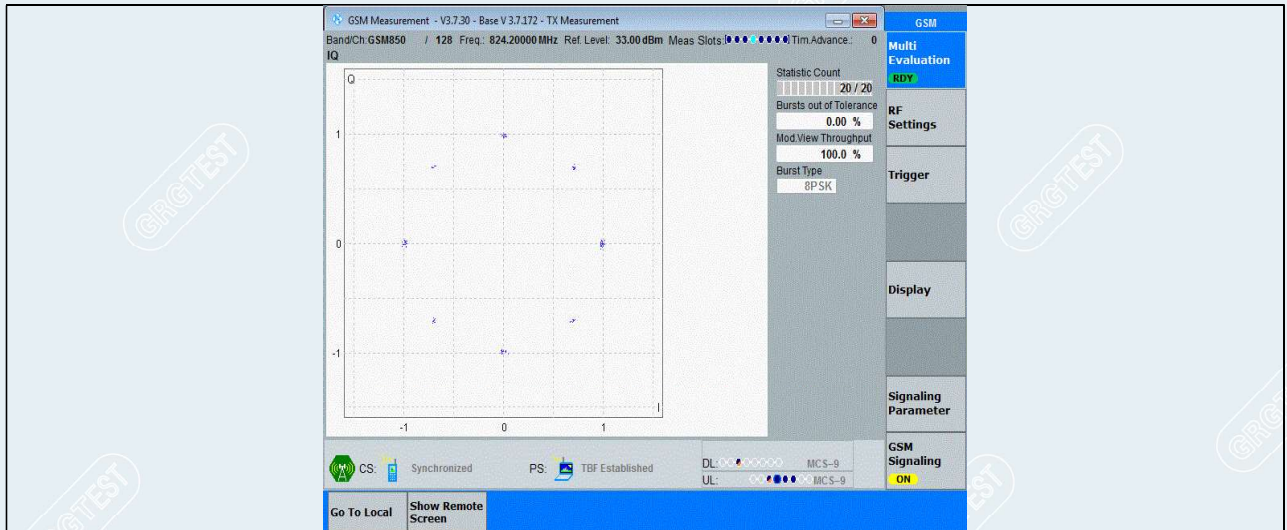 GSM Measurement - V3.7.30 - Base V 3.7.172 - TX Measurement
GSM
Band/Ch: GSM850 / 128 Freq.: 824.20000 MHz Ref. Level: 33.00 dBm Meas Slots: Tim.Advance.: 0
IQ
Multi
Evaluation
RDY
Q
Statistic Count
20 / 20
Bursts out of Tolerance
0.00 %
Mod.View Throughput
100.0 %
Burst Type
8PSK
RF
Settings
Trigger
Display
1
0
-1
I
-1 0 1
Signaling
Parameter
GSM
Signaling
ON
CS: Synchronized PS: TBF Established DL: MCS-9
UL: MCS-9
Go To Local
Show Remote
Screen
GRGTEST
GRGTEST
GRGTEST
GRGTEST